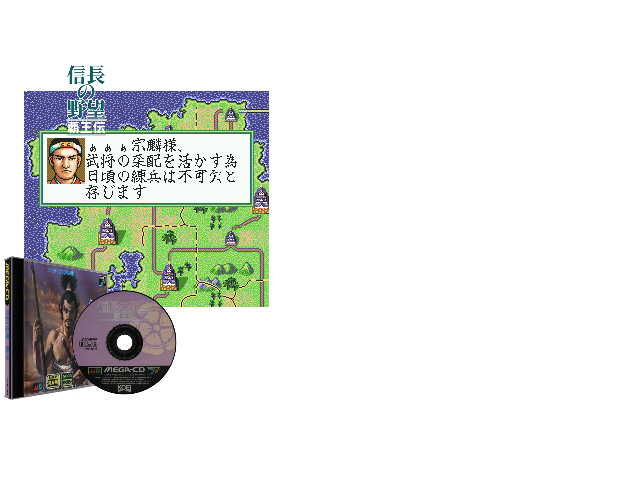 信長
の
野望
覇王伝
ぁぁぁ宗麟様、
武将の采配を活かす為
日頃の練兵は不可欠と
存じます
MEGA-CD
MEGA-CD